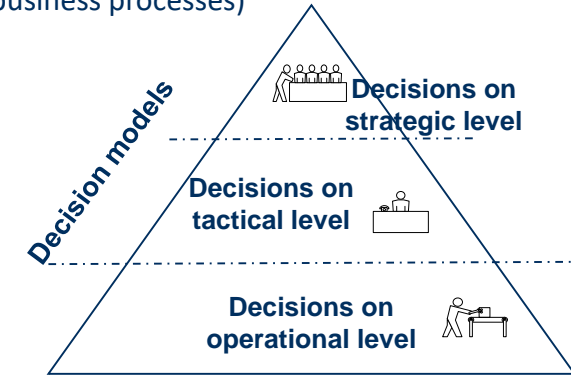 business processes)
Decisions on
strategic level
Decision models
Decisions on
tactical level
Decisions on
operational level